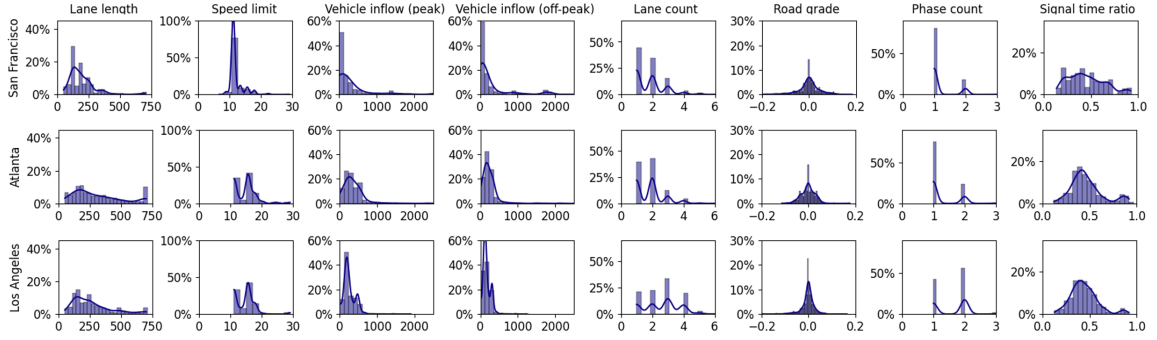 Lane length Speed limit Vehicle inflow (peak) Vehicle inflow (off-peak) Lane count Road grade Phase count Signal time ratio
San Francisco
40% 100% 60% 60% 30%
20% 50% 40% 40% 50% 20% 50% 20%
20% 20% 25% 10%
0% 0% 0% 0% 0% 0% 0% 0%
0 250 500 750 0 10 20 30 0 1000 2000 0 1000 2000 0 2 4 6 −0.2 0.0 0.2 0 1 2 3 0.0 0.5 1.0
Atlanta
40% 100% 60% 60% 30%
20% 50% 40% 40% 50% 20% 50% 20%
20% 20% 25% 10%
0% 0% 0% 0% 0% 0% 0% 0%
0 250 500 750 0 10 20 30 0 1000 2000 0 1000 2000 0 2 4 6 −0.2 0.0 0.2 0 1 2 3 0.0 0.5 1.0
Los Angeles
40% 100% 60% 60% 30%
20% 50% 40% 40% 50% 20% 50% 20%
20% 20% 25% 10%
0% 0% 0% 0% 0% 0% 0% 0%
0 250 500 750 0 10 20 30 0 1000 2000 0 1000 2000 0 2 4 6 −0.2 0.0 0.2 0 1 2 3 0.0 0.5 1.0